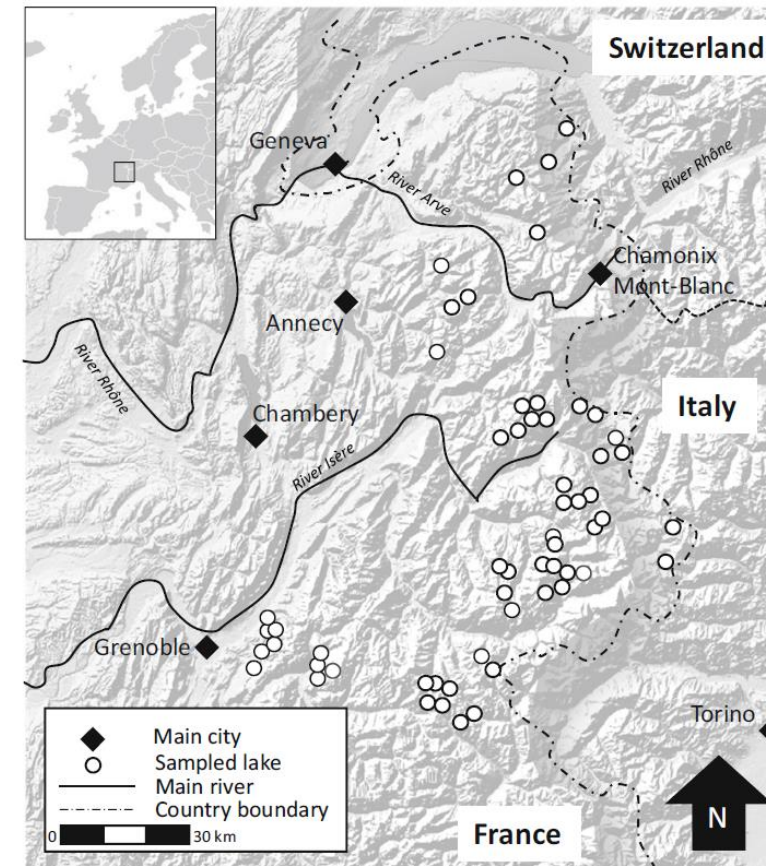 Switzerland
Geneva
River Rhône
River Arve
Chamonix
Mont-Blanc
Annecy
River Rhône
Chambery
Italy
River Isère
Grenoble
Torino
Main city
Sampled lake
Main river
Country boundary
0 30 km
France
N